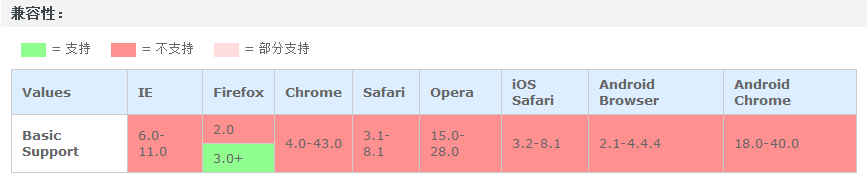 兼容性：
= 支持 = 不支持 = 部分支持
Values IE Firefox Chrome Safari Opera iOS Safari Android Browser Android Chrome
Basic Support 6.0-11.0 2.0 4.0-43.0 3.1-8.1 15.0-28.0 3.2-8.1 2.1-4.4.4 18.0-40.0
3.0+